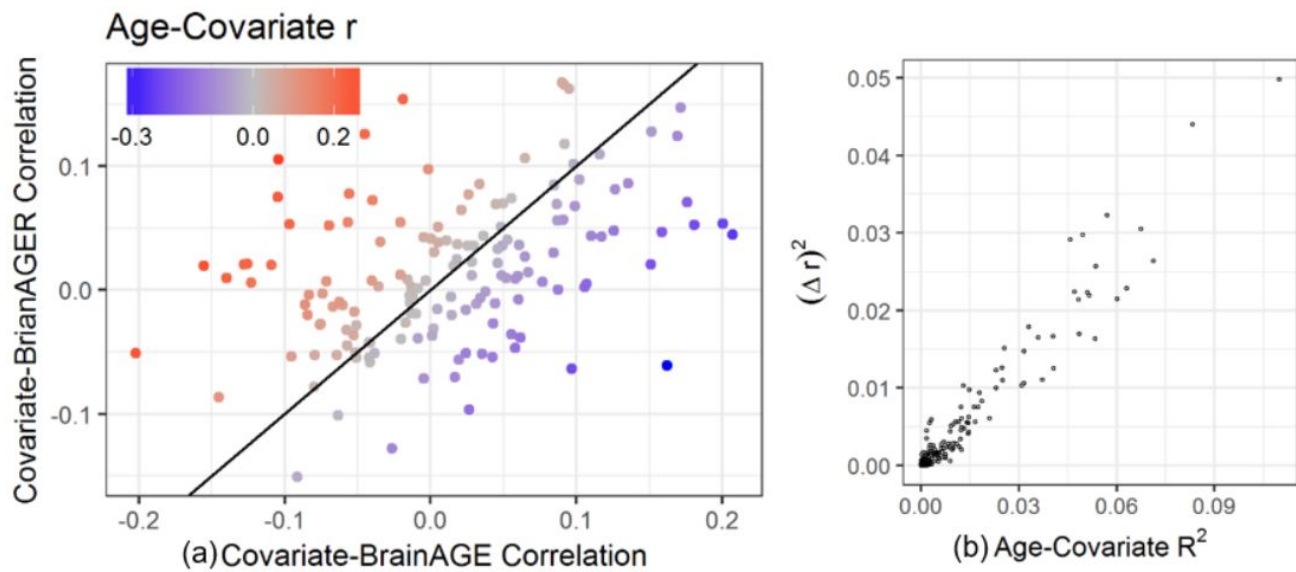 Age-Covariate r
-0.3 0.0 0.2
Covariate-BrianAGER Correlation
0.1
0.0
-0.1
-0.2 -0.1 0.0 0.1 0.2
(a) Covariate-BrainAGE Correlation
(Δ r)²
0.05
0.04
0.03
0.02
0.01
0.00
0.00 0.03 0.06 0.09
(b) Age-Covariate R²